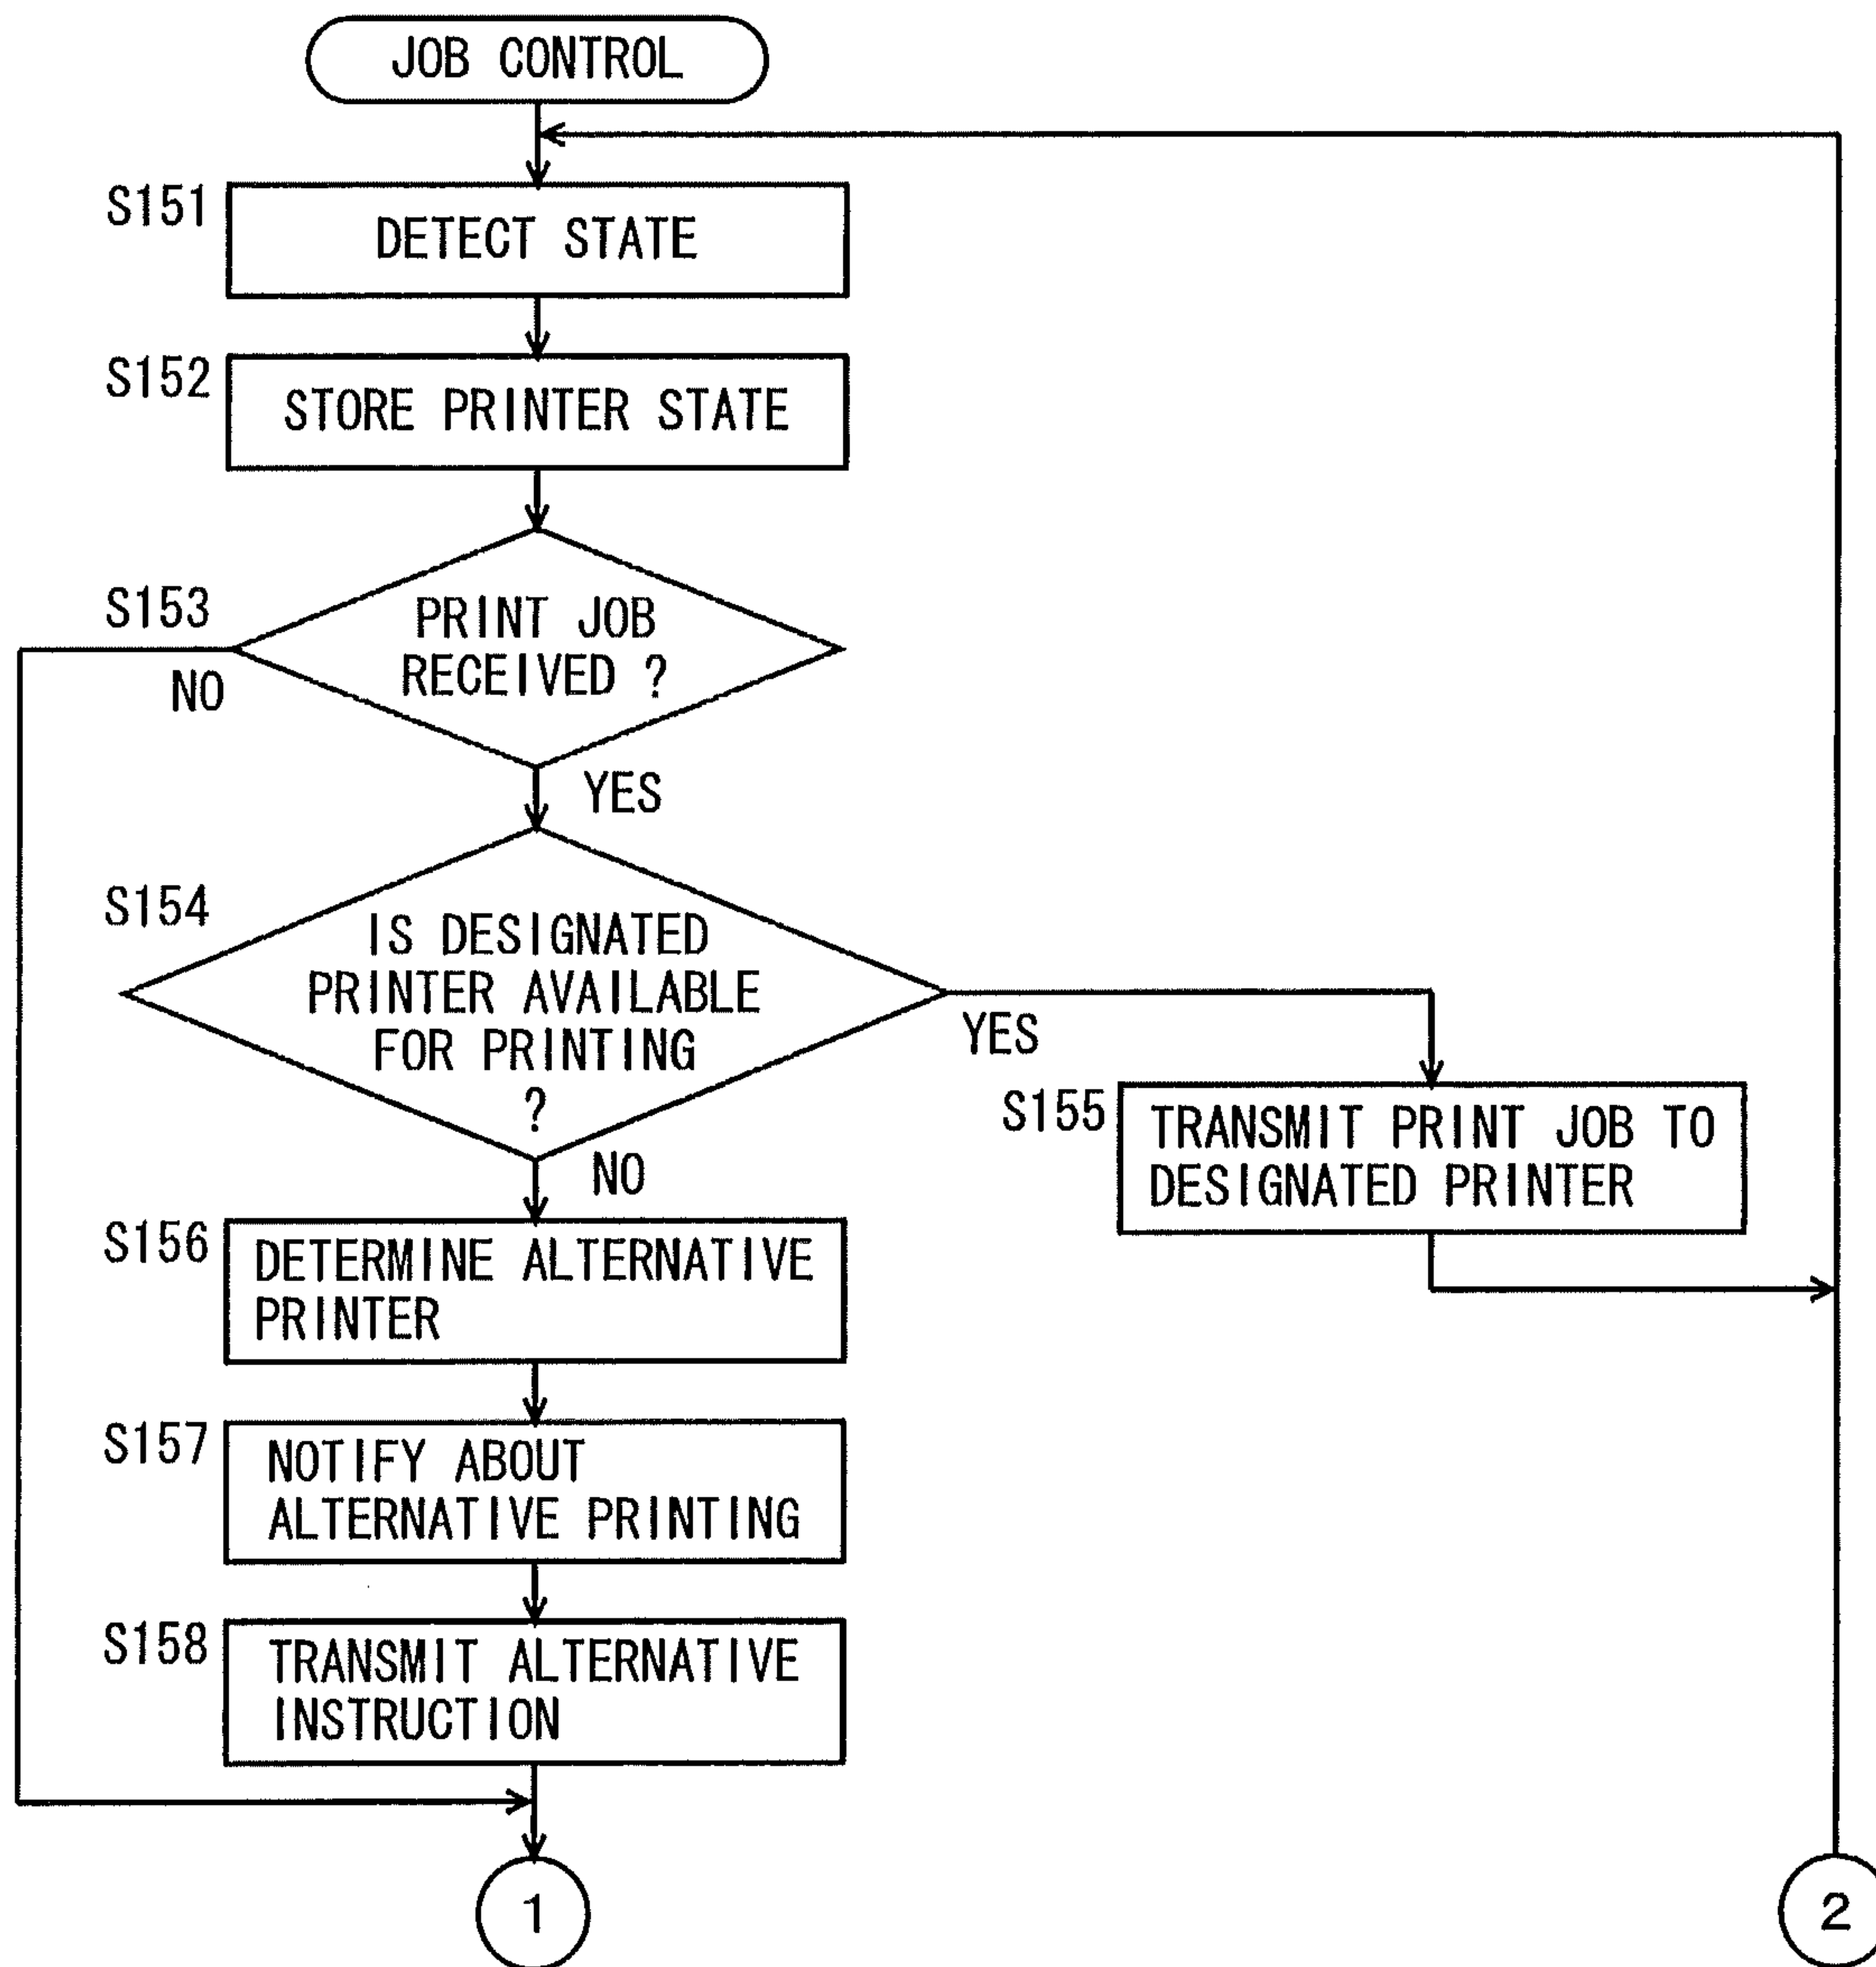 JOB CONTROL
S151
DETECT STATE
S152
STORE PRINTER STATE
S153
PRINT JOB
RECEIVED ?
NO
YES
S154
IS DESIGNATED
PRINTER AVAILABLE
FOR PRINTING
?
YES
NO
S155
TRANSMIT PRINT JOB TO
DESIGNATED PRINTER
S156
DETERMINE ALTERNATIVE
PRINTER
S157
NOTIFY ABOUT
ALTERNATIVE PRINTING
S158
TRANSMIT ALTERNATIVE
INSTRUCTION
1
2